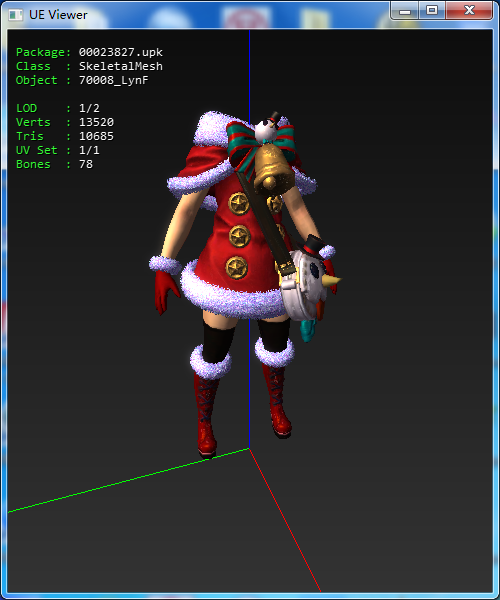 UE Viewer
Package: 00023827.upk
Class : SkeletalMesh
Object : 70008_LynF
LOD : 1/2
Verts : 13520
Tris : 10685
UV Set : 1/1
Bones : 78